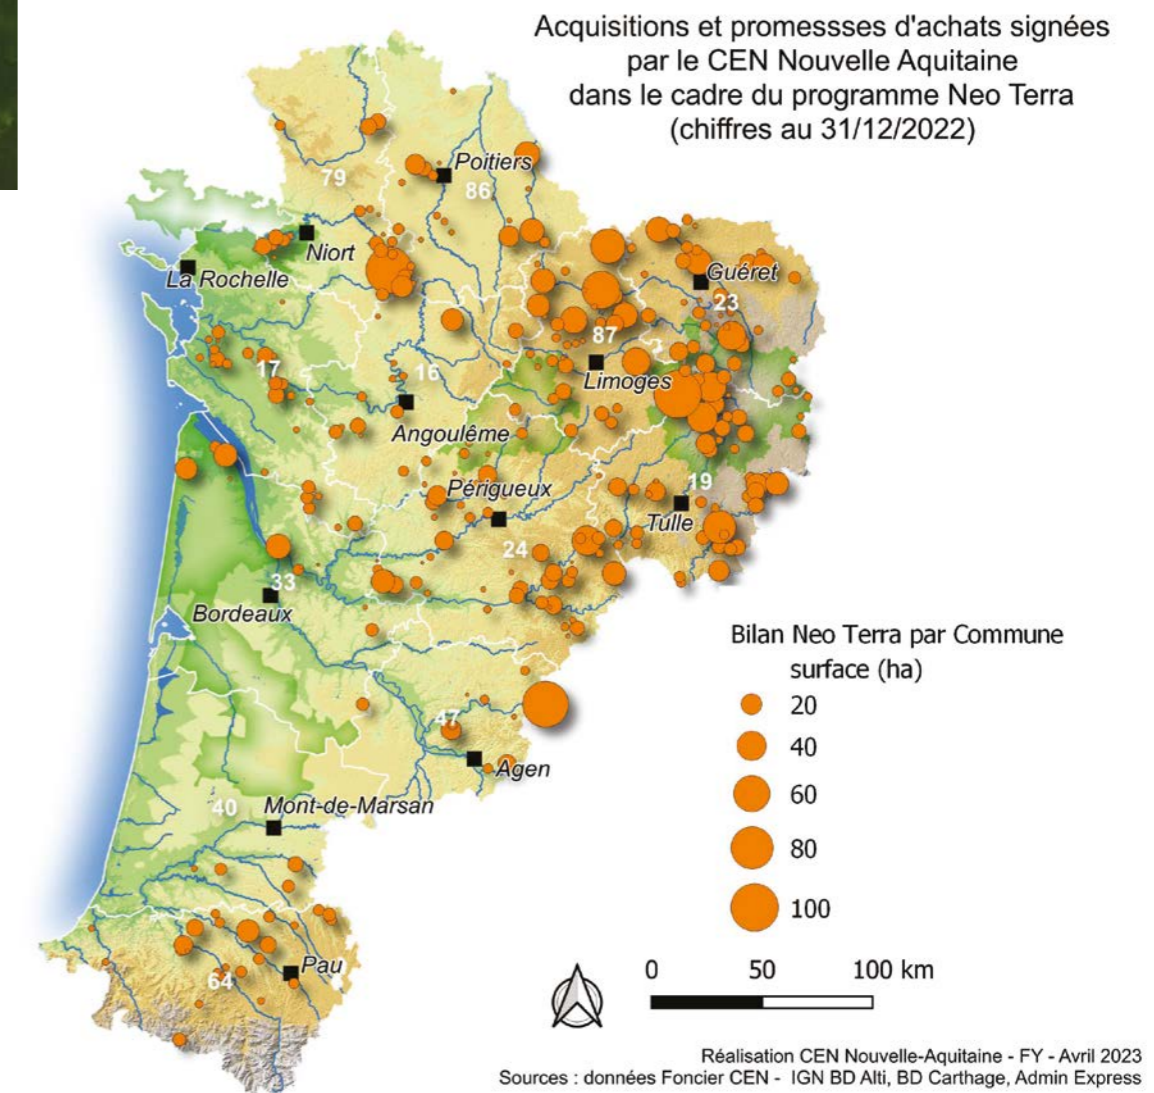 Acquisitions et promessses d'achats signées
par le CEN Nouvelle Aquitaine
dans le cadre du programme Neo Terra
(chiffres au 31/12/2022)
Poitiers
79
86
Niort
La Rochelle
Guéret
23
87
17
16
Limoges
Angoulême
Périgueux
19
Tulle
24
33
Bordeaux
47
Agen
40
Mont-de-Marsan
Pau
64
Bilan Neo Terra par Commune
surface (ha)
20
40
60
80
100
0 50 100 km
Réalisation CEN Nouvelle-Aquitaine - FY - Avril 2023
Sources : données Foncier CEN - IGN BD Alti, BD Carthage, Admin Express